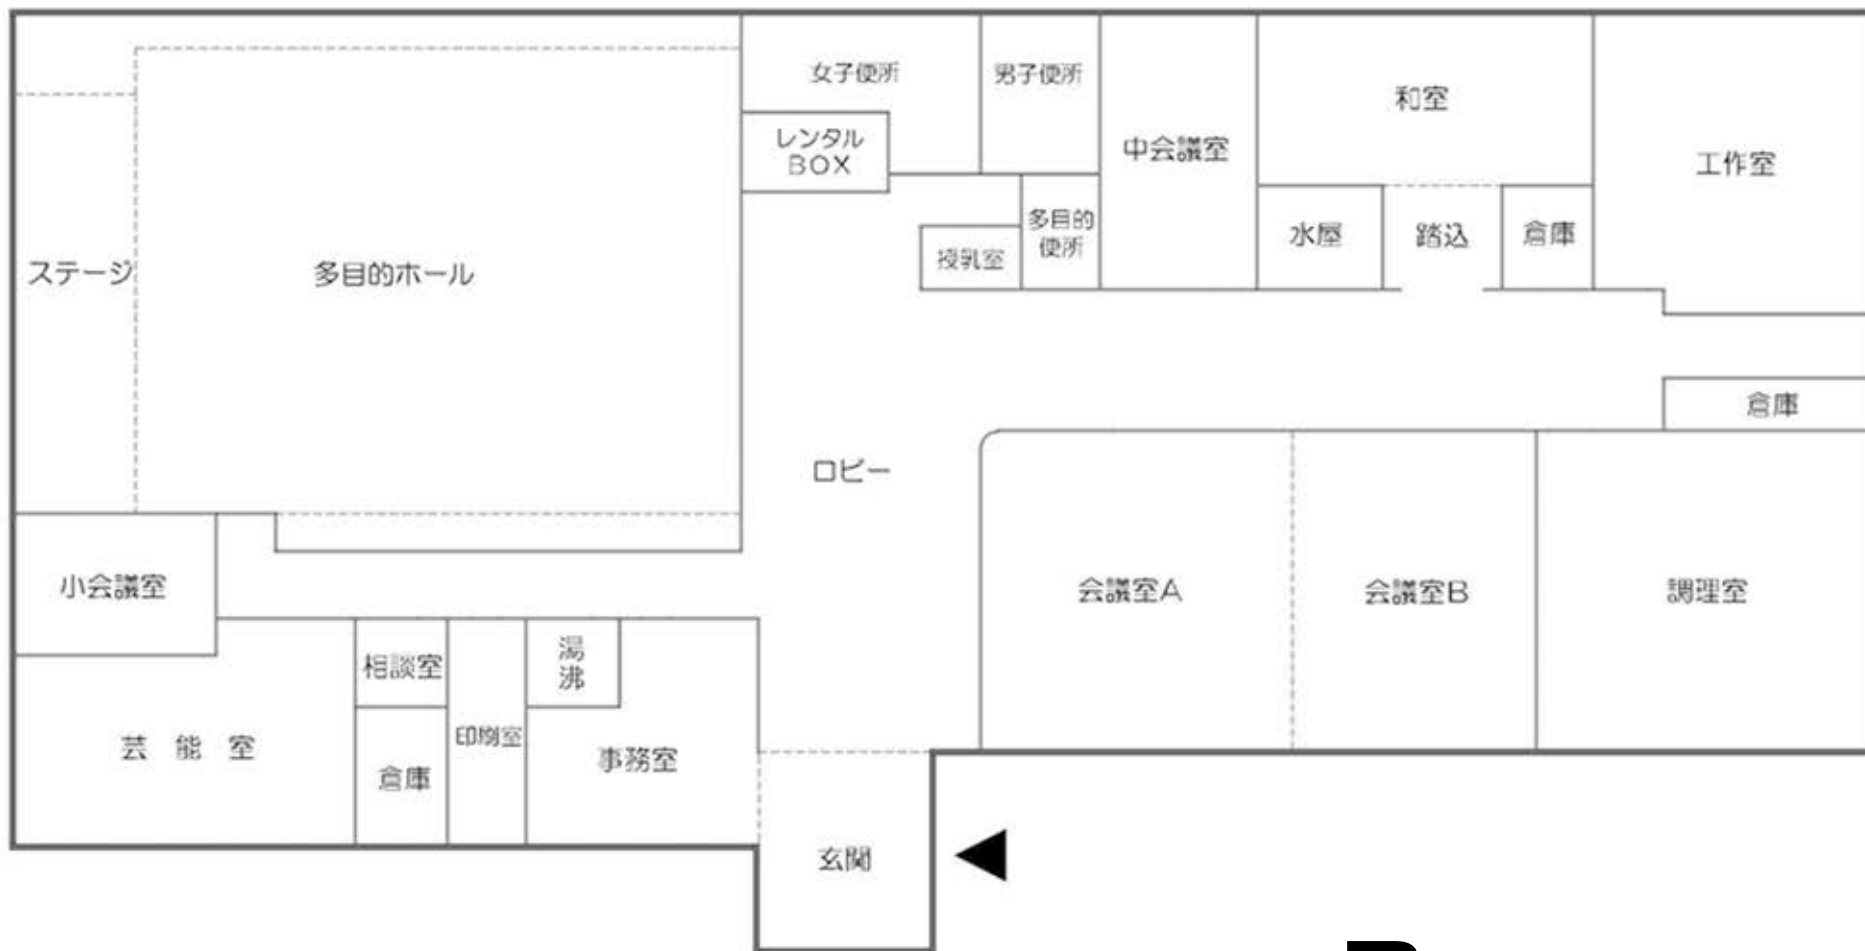 女子便所
男子便所
レンタル
BOX
中会議室
和室
工作室
多目的
便所
授乳室
水屋
踏込
倉庫
ステージ
多目的ホール
倉庫
ロビー
小会議室
会議室A
会議室B
調理室
相談室
湯
沸
芸 能 室
印刷室
事務室
倉庫
玄関